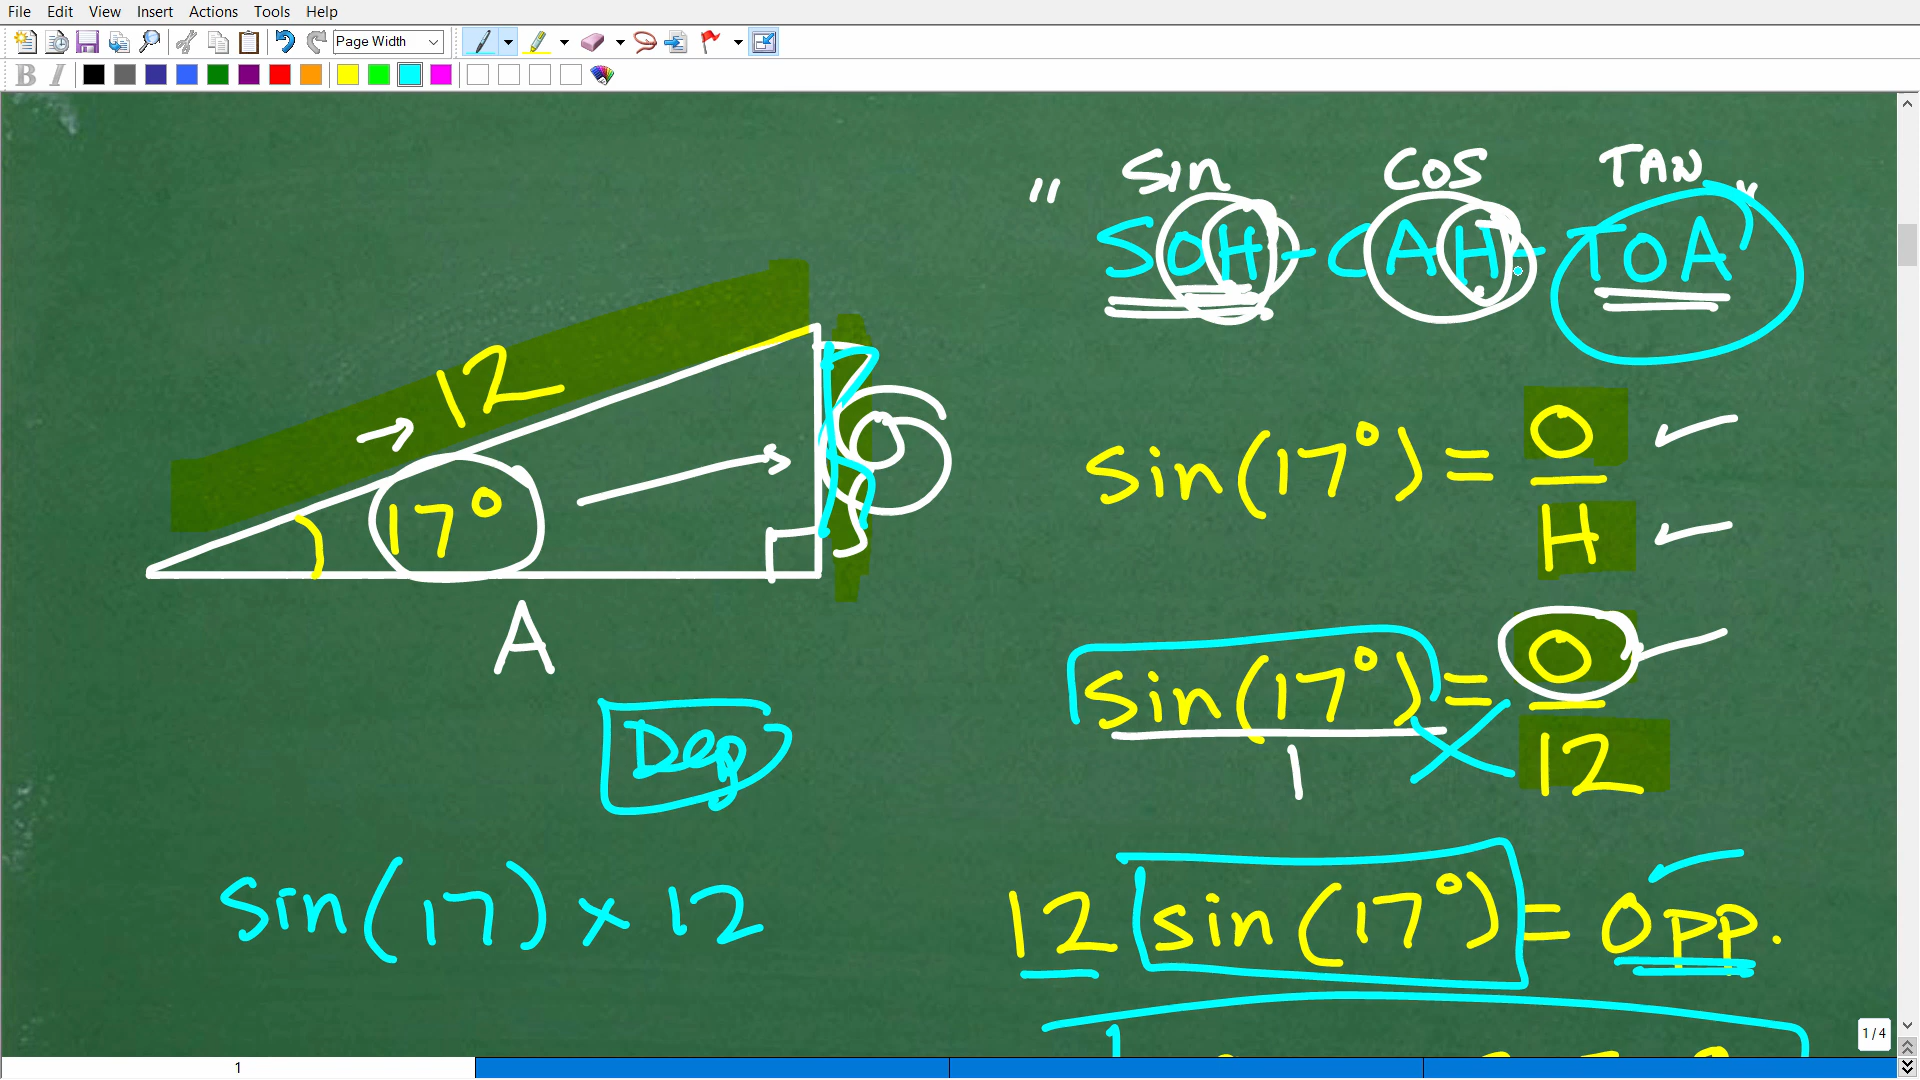 File Edit View Insert Actions Tools Help
Page Width
B I
Sin COS TAN
"SOH-CAH-TOA"
12
17°
O
A
sin(17°) = O/H
sin(17°)/1 = O/12
Deg
sin(17) × 12
12 sin(17°) = Opp.
1/4
1